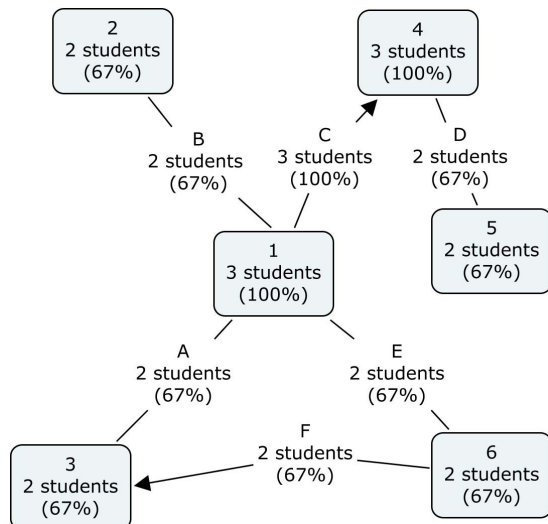 2
2 students
(67%)
4
3 students
(100%)
B
2 students
(67%)
C
3 students
(100%)
D
2 students
(67%)
1
3 students
(100%)
5
2 students
(67%)
A
2 students
(67%)
E
2 students
(67%)
F
2 students
(67%)
3
2 students
(67%)
6
2 students
(67%)